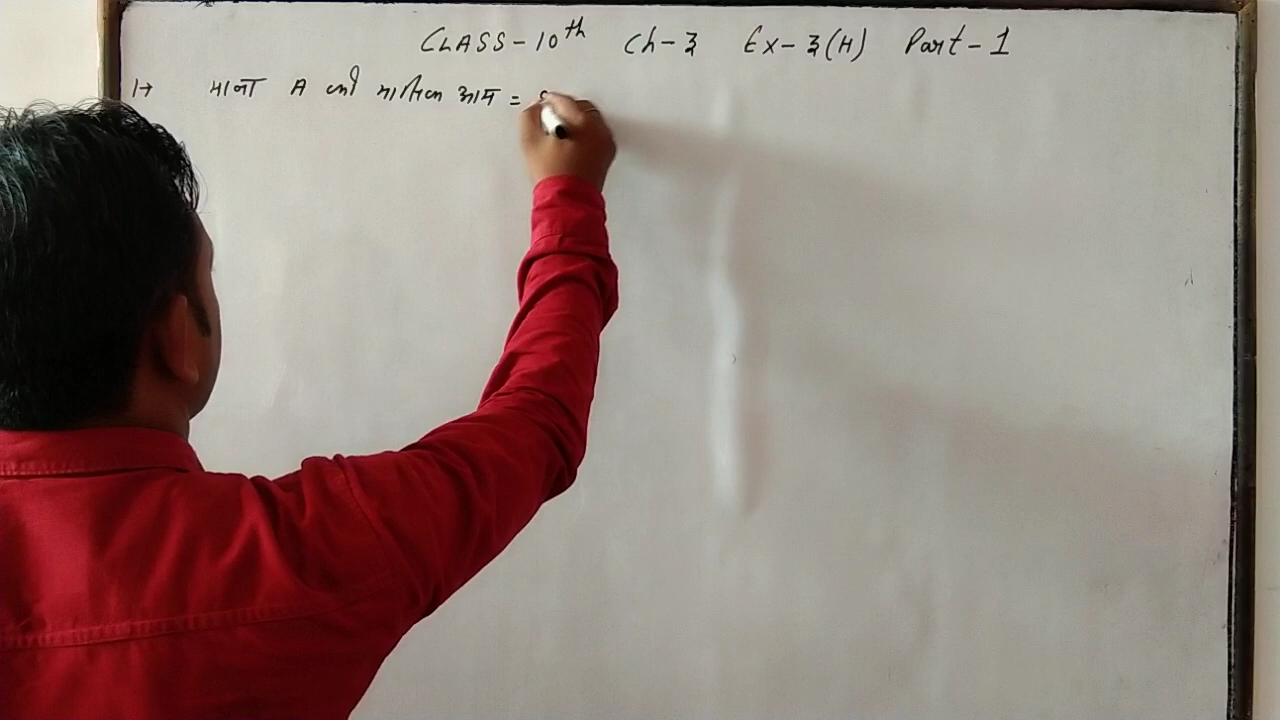 CLASS-10th Ch-3 Ex-3(H) Part-1
1→ माना A की मासिक आय =